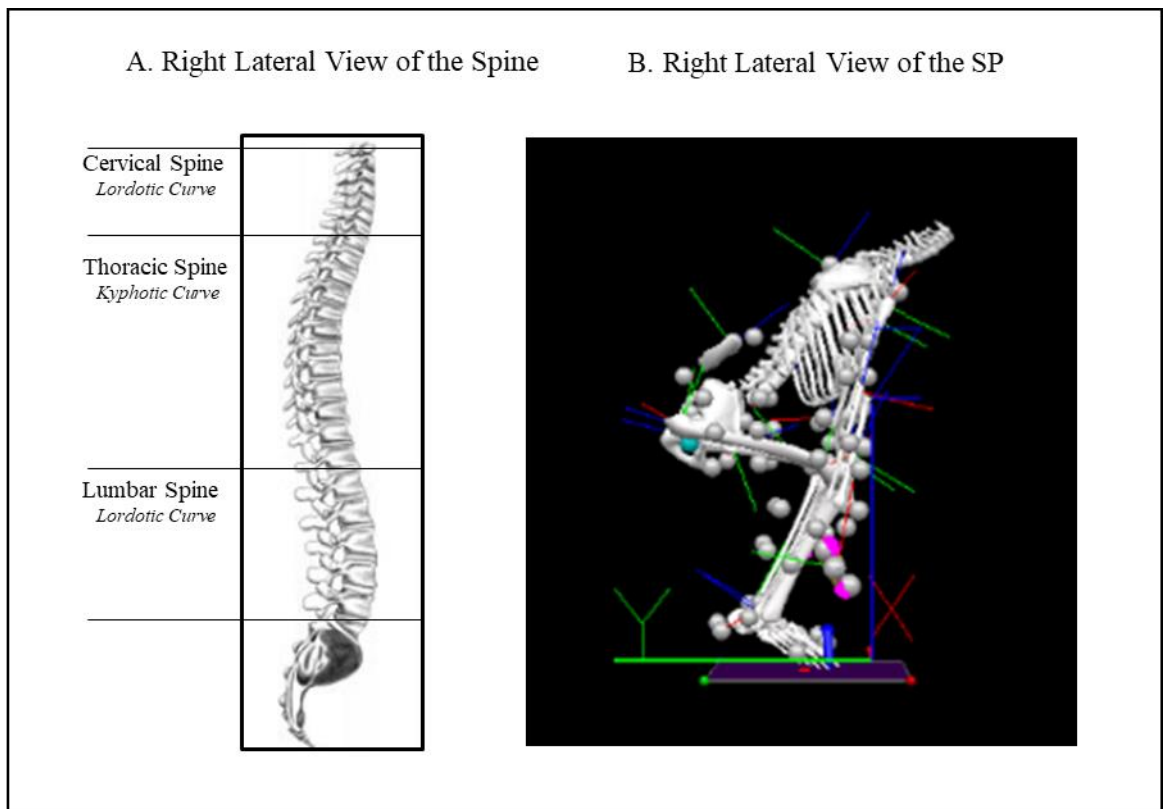 A. Right Lateral View of the Spine
B. Right Lateral View of the SP
Cervical Spine
Lordotic Curve
Thoracic Spine
Kyphotic Curve
Lumbar Spine
Lordotic Curve
Y
X